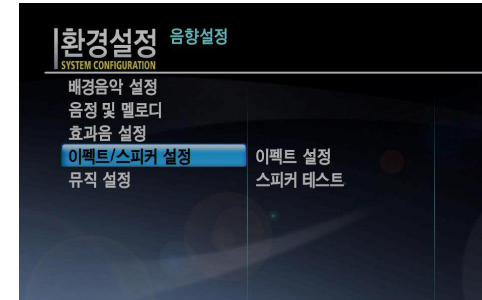 환경설정 음향설정
SYSTEM CONFIGURATION
배경음악 설정
음정 및 멜로디
효과음 설정
이펙트/스피커 설정 이펙트 설정
뮤직 설정 스피커 테스트